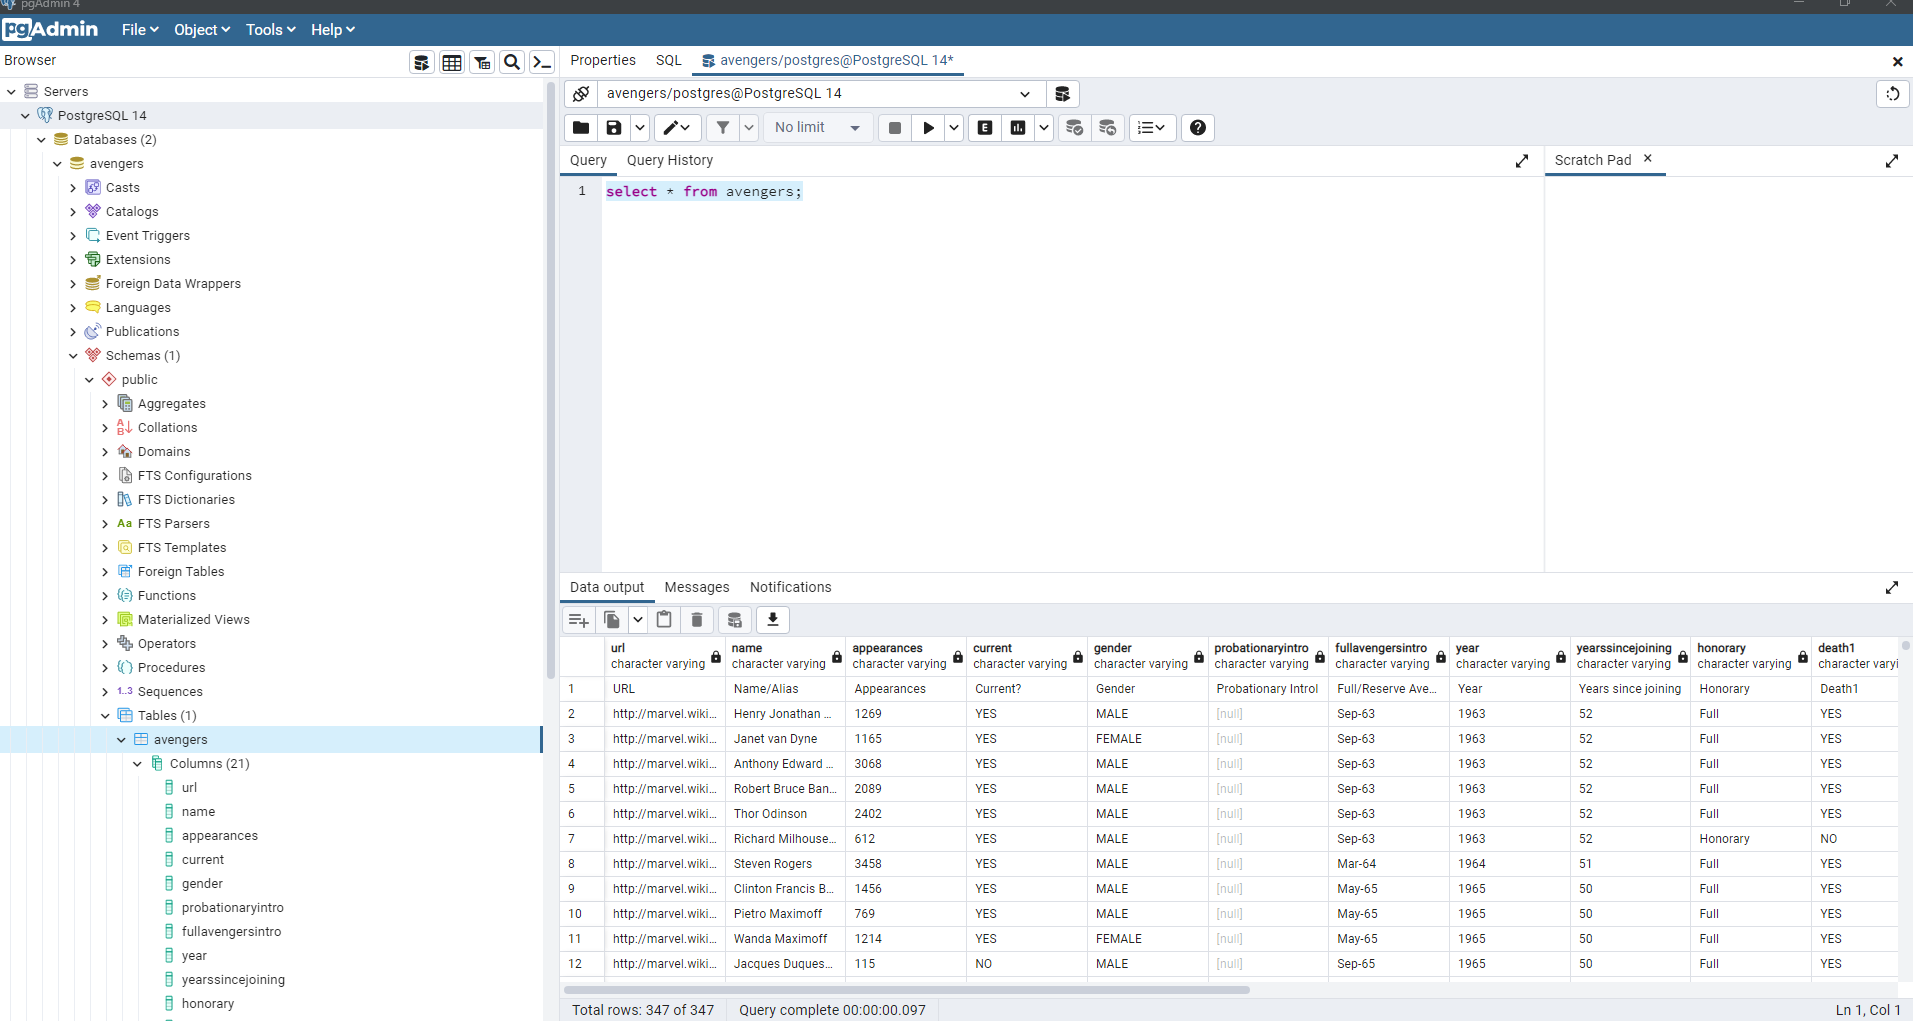 pgAdmin 4
pgAdmin File Object Tools Help
Browser
Properties SQL avengers/postgres@PostgreSQL 14*
Servers
PostgreSQL 14
Databases (2)
avengers
Casts
Catalogs
Event Triggers
Extensions
Foreign Data Wrappers
Languages
Publications
Schemas (1)
public
Aggregates
Collations
Domains
FTS Configurations
FTS Dictionaries
Aa FTS Parsers
FTS Templates
Foreign Tables
Functions
Materialized Views
Operators
Procedures
1..3 Sequences
Tables (1)
avengers
Columns (21)
url
name
appearances
current
gender
probationaryintro
fullavengersintro
year
yearssincejoining
honorary
avengers/postgres@PostgreSQL 14
No limit E
Query Query History
Scratch Pad
1 select * from avengers;
Data output Messages Notifications
url name appearances current gender probationaryintro fullavengersintro year yearssincejoining honorary death1
character varying character varying character varying character varying character varying character varying character varying character varying character varying character varying character varyi
1 URL Name/Alias Appearances Current? Gender Probationary Introl Full/Reserve Ave... Year Years since joining Honorary Death1
2 http://marvel.wiki... Henry Jonathan ... 1269 YES MALE [null] Sep-63 1963 52 Full YES
3 http://marvel.wiki... Janet van Dyne 1165 YES FEMALE [null] Sep-63 1963 52 Full YES
4 http://marvel.wiki... Anthony Edward ... 3068 YES MALE [null] Sep-63 1963 52 Full YES
5 http://marvel.wiki... Robert Bruce Ban... 2089 YES MALE [null] Sep-63 1963 52 Full YES
6 http://marvel.wiki... Thor Odinson 2402 YES MALE [null] Sep-63 1963 52 Full YES
7 http://marvel.wiki... Richard Milhouse... 612 YES MALE [null] Sep-63 1963 52 Honorary NO
8 http://marvel.wiki... Steven Rogers 3458 YES MALE [null] Mar-64 1964 51 Full YES
9 http://marvel.wiki... Clinton Francis B... 1456 YES MALE [null] May-65 1965 50 Full YES
10 http://marvel.wiki... Pietro Maximoff 769 YES MALE [null] May-65 1965 50 Full YES
11 http://marvel.wiki... Wanda Maximoff 1214 YES FEMALE [null] May-65 1965 50 Full YES
12 http://marvel.wiki... Jacques Duques... 115 NO MALE [null] Sep-65 1965 50 Full YES
Total rows: 347 of 347 Query complete 00:00:00.097 Ln 1, Col 1